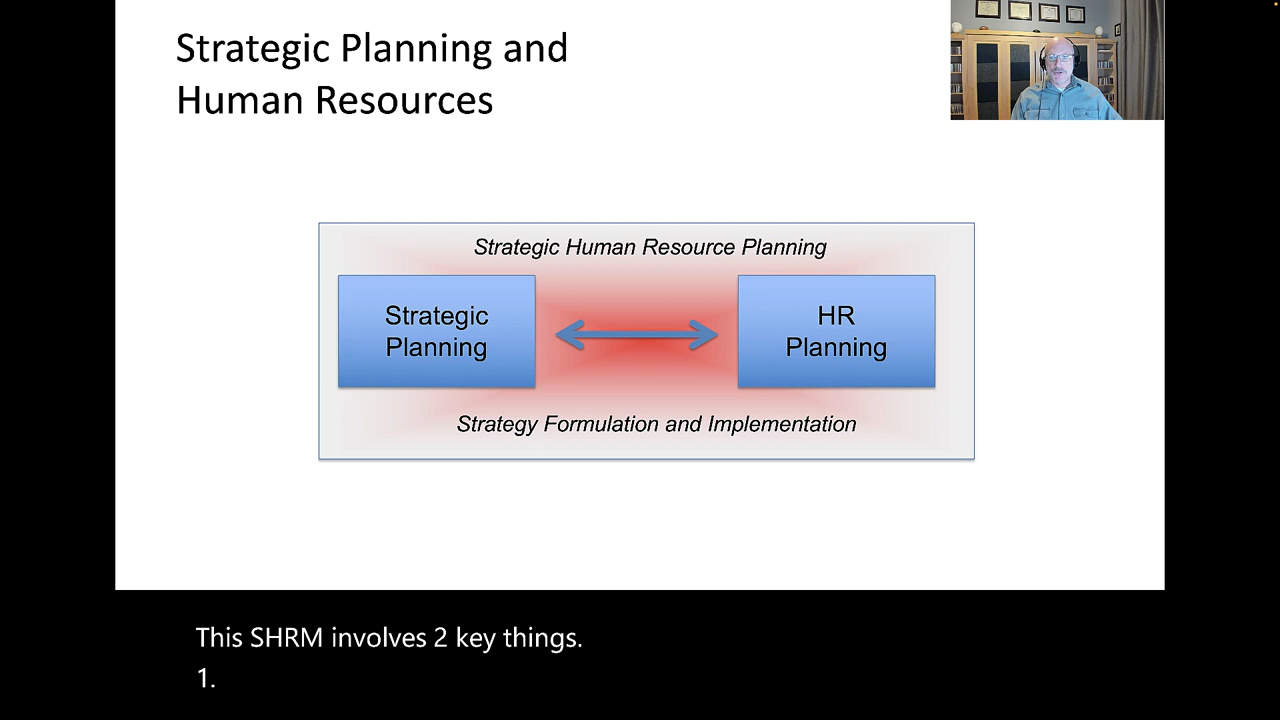 Strategic Planning and
Human Resources
Strategic Human Resource Planning
Strategic
Planning
HR
Planning
Strategy Formulation and Implementation
This SHRM involves 2 key things.
1.